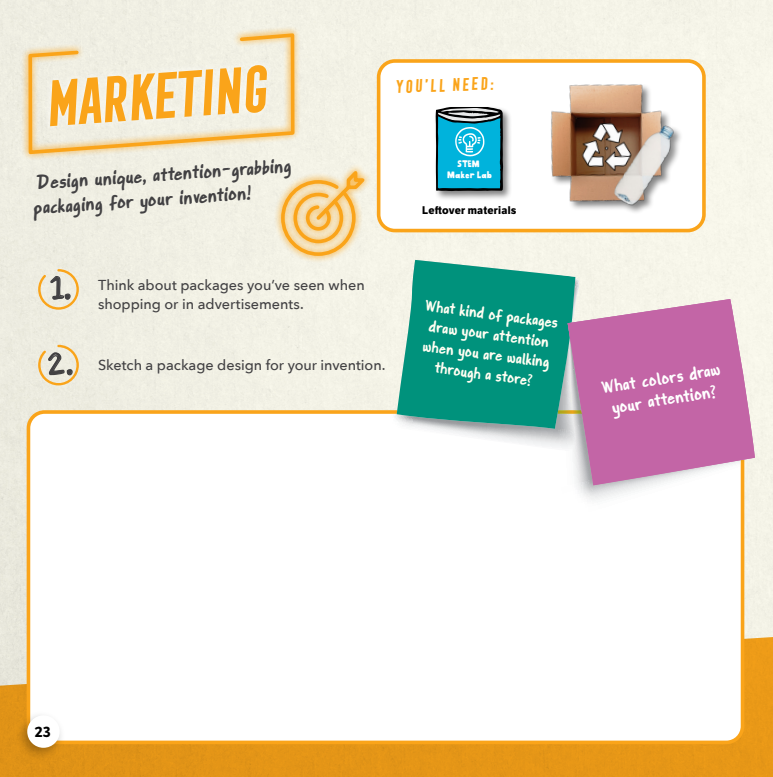 MARKETING
Design unique, attention-grabbing
packaging for your invention!
YOU'LL NEED:
STEM
Maker Lab
Leftover materials
1. Think about packages you've seen when
shopping or in advertisements.
2. Sketch a package design for your invention.
What kind of packages
draw your attention
when you are walking
through a store?
What colors draw
your attention?
23